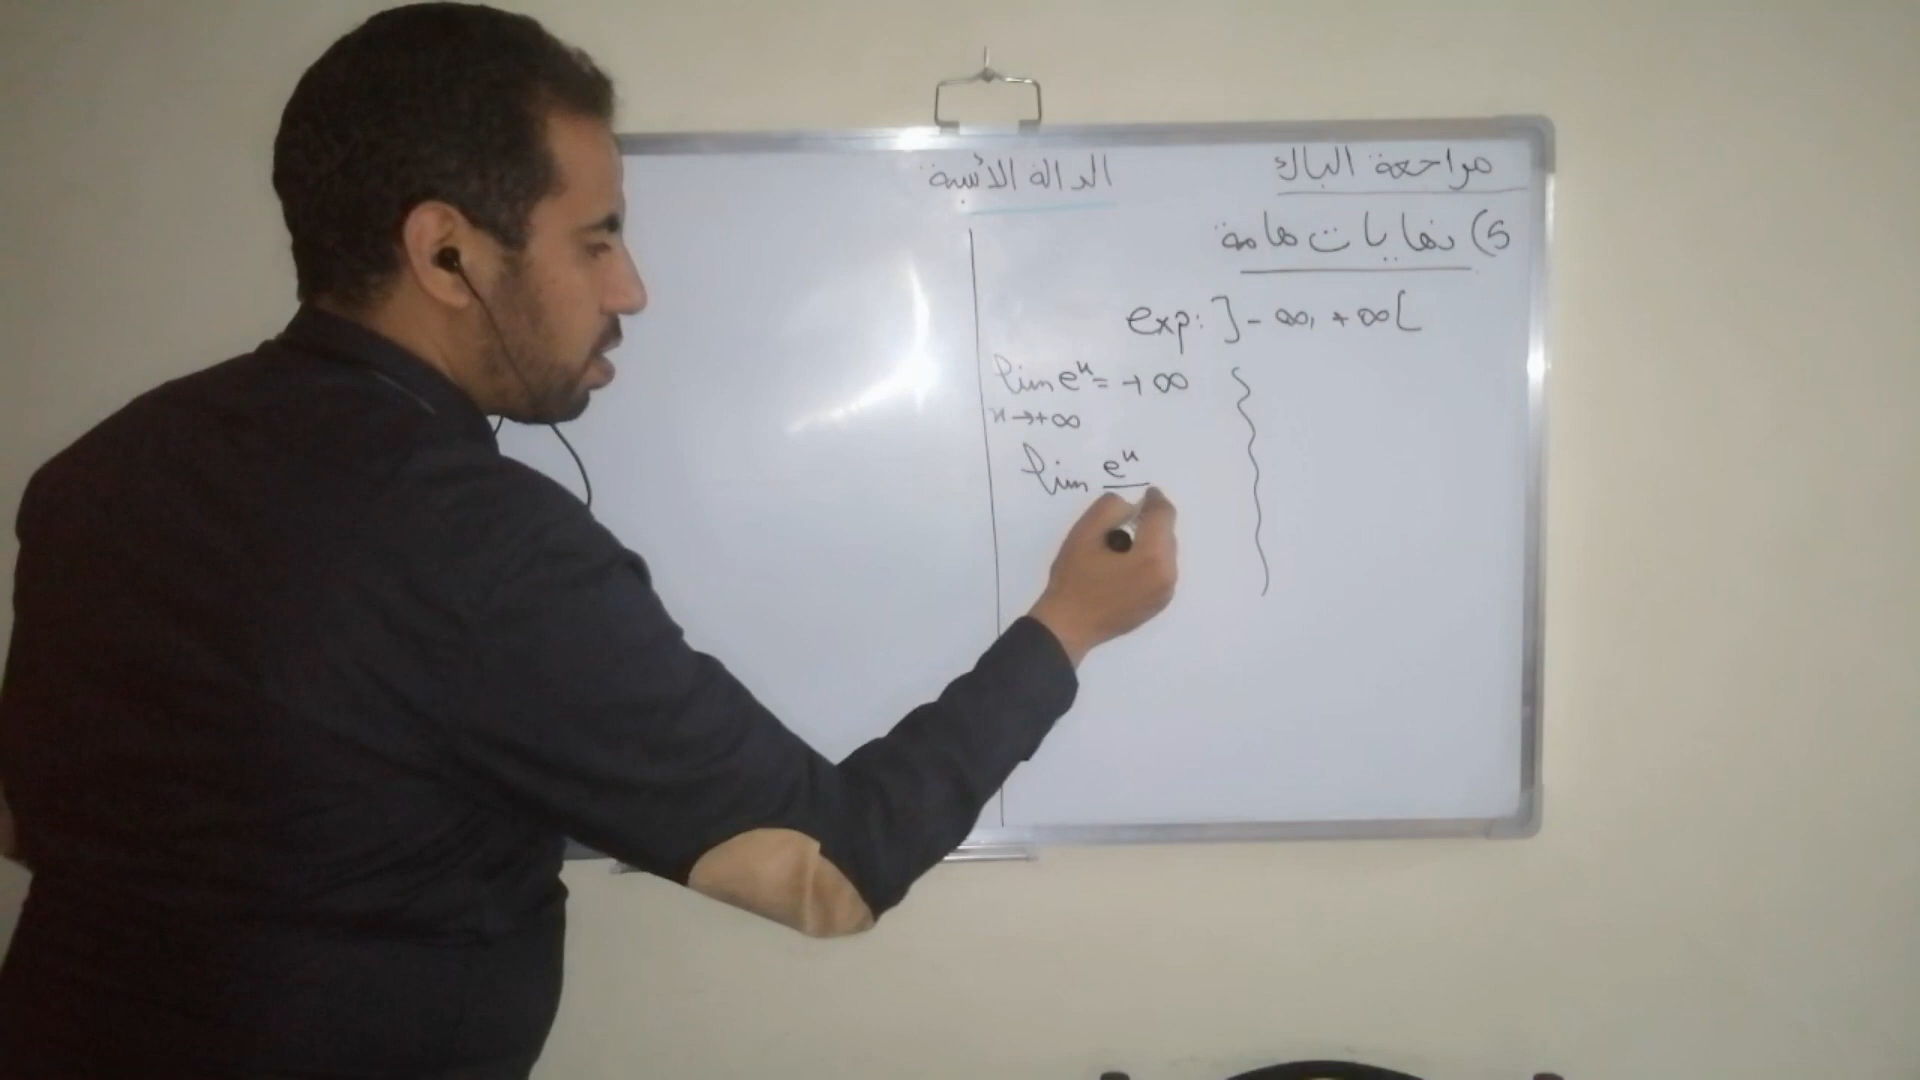 مراجعة الباك
الدالة الأسية
5) نهايات هامة
exp: ]-∞, +∞[
lim eˣ = +∞
x→+∞
lim eˣ